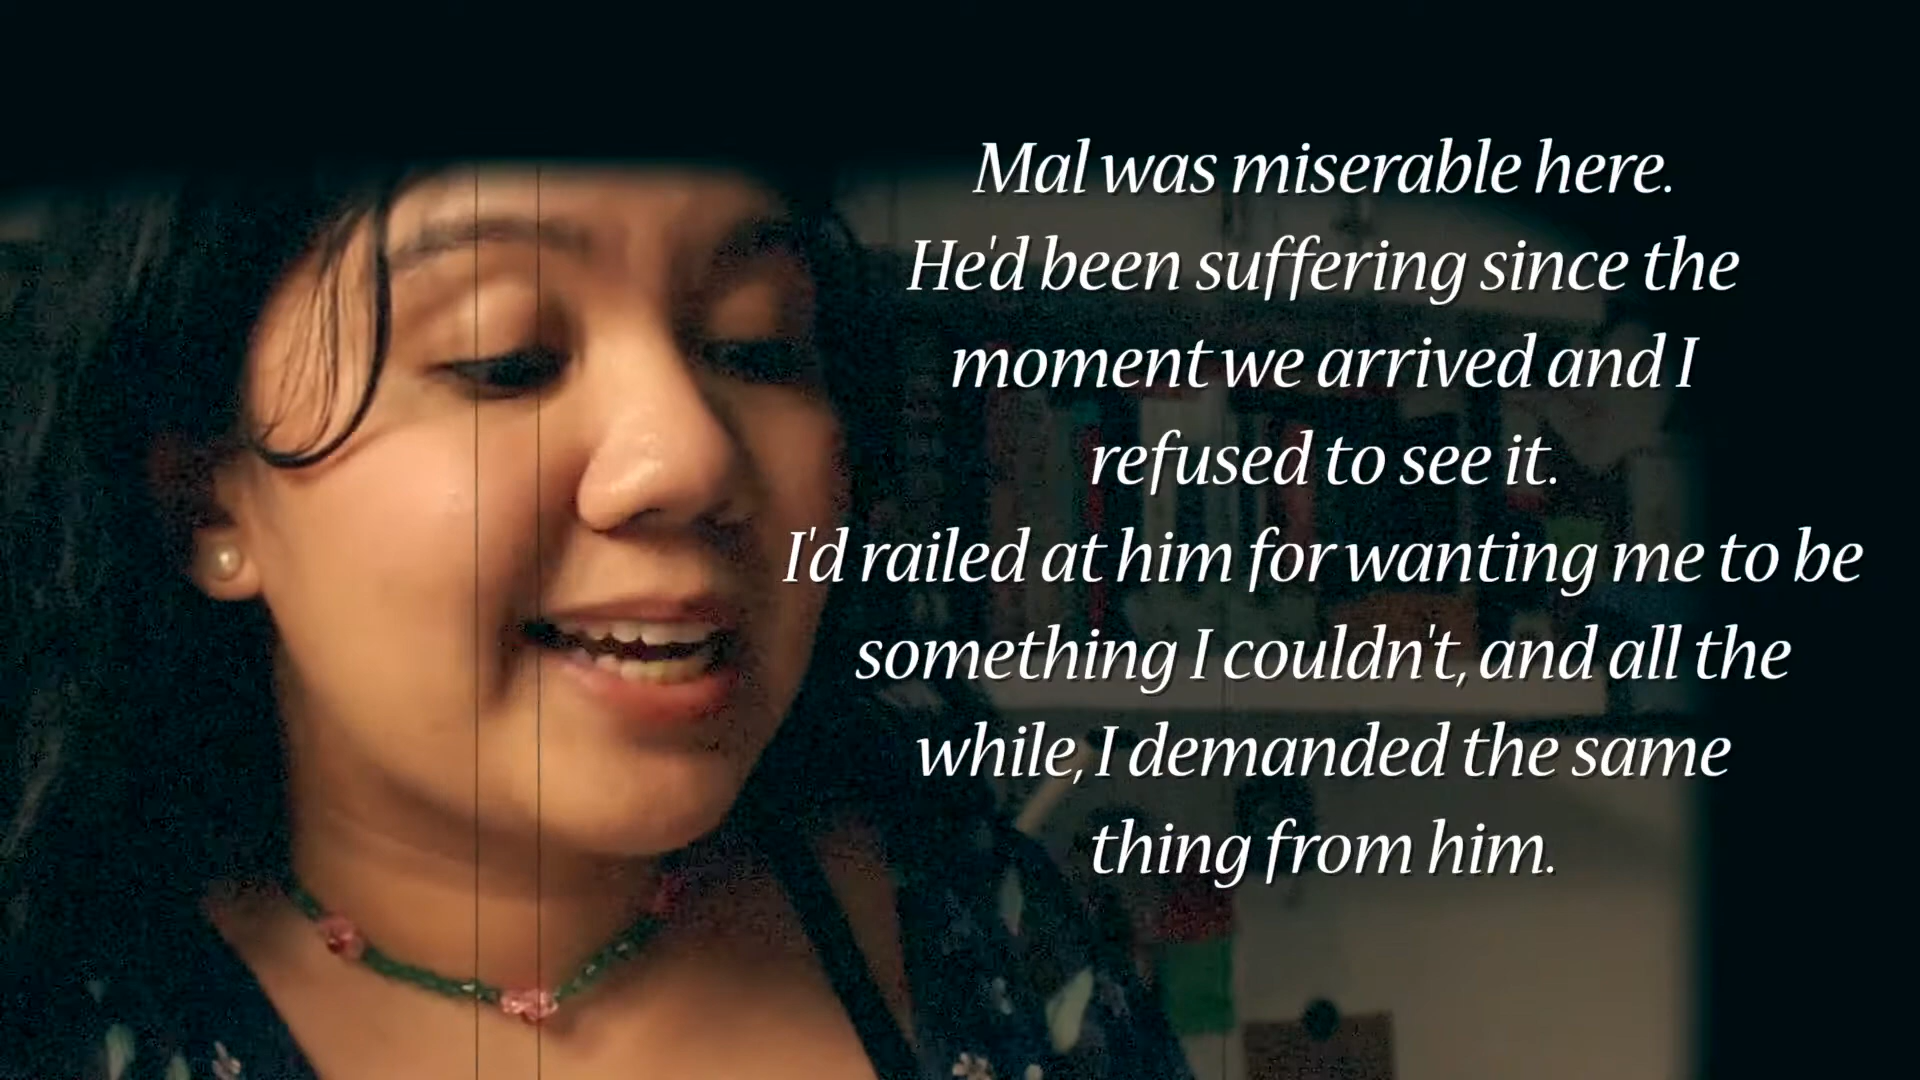 Mal was miserable here.
He'd been suffering since the
moment we arrived and I
refused to see it.
I'd railed at him for wanting me to be
something I couldn't, and all the
while, I demanded the same
thing from him.